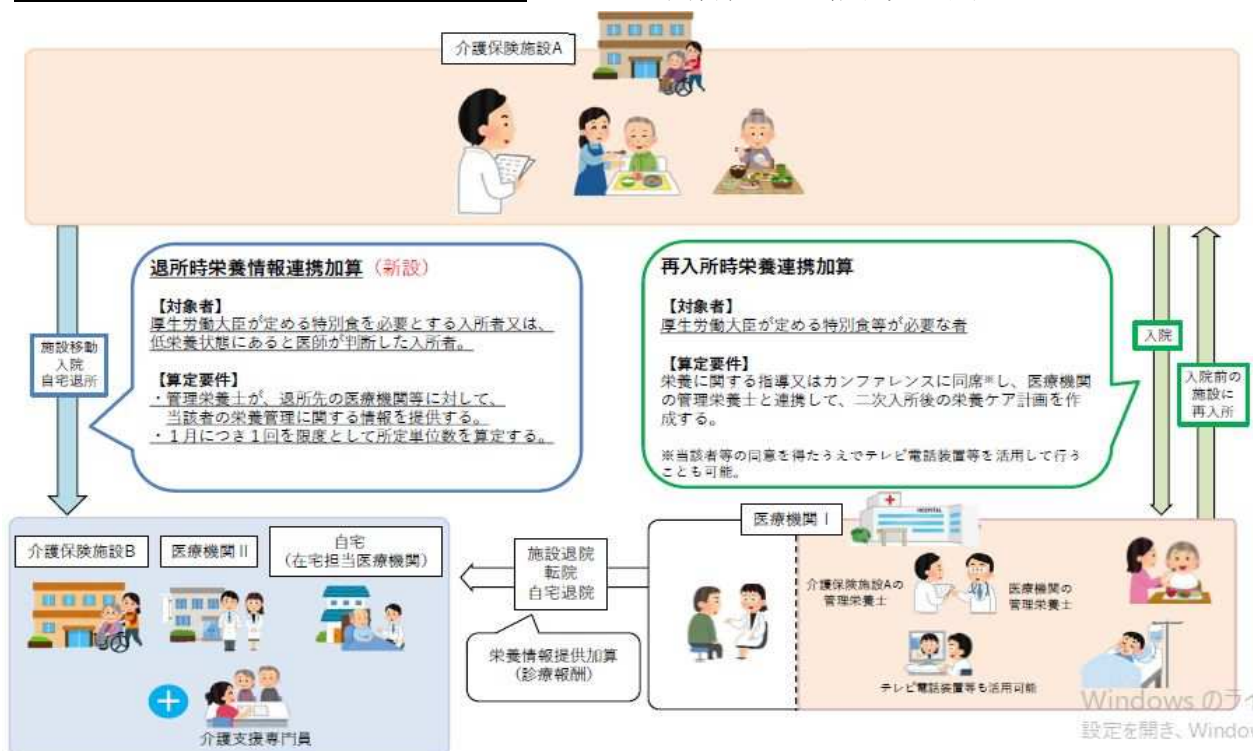 介護保険施設A
退所時栄養情報連携加算（新設）
【対象者】
厚生労働大臣が定める特別食を必要とする入所者又は、
低栄養状態にあると医師が判断した入所者。
【算定要件】
・管理栄養士が、退所先の医療機関等に対して、
当該者の栄養管理に関する情報を提供する。
・１月につき１回を限度として所定単位数を算定する。
再入所時栄養連携加算
【対象者】
厚生労働大臣が定める特別食等が必要な者
【算定要件】
栄養に関する指導又はカンファレンスに同席※し、医療機関
の管理栄養士と連携して、二次入所後の栄養ケア計画を作
成する。
※当該者等の同意を得たうえでテレビ電話装置等を活用して行う
ことも可能。
施設移動
入院
自宅退所
入院
入院前の
施設に
再入所
介護保険施設B
医療機関Ⅱ
自宅
(在宅担当医療機関)
介護支援専門員
施設退院
転院
自宅退院
栄養情報提供加算
(診療報酬)
医療機関Ⅰ
HOSPITAL
介護保険施設Aの
管理栄養士
医療機関の
管理栄養士
テレビ電話装置等も活用可能
Windows のライ
設定を開き、Window